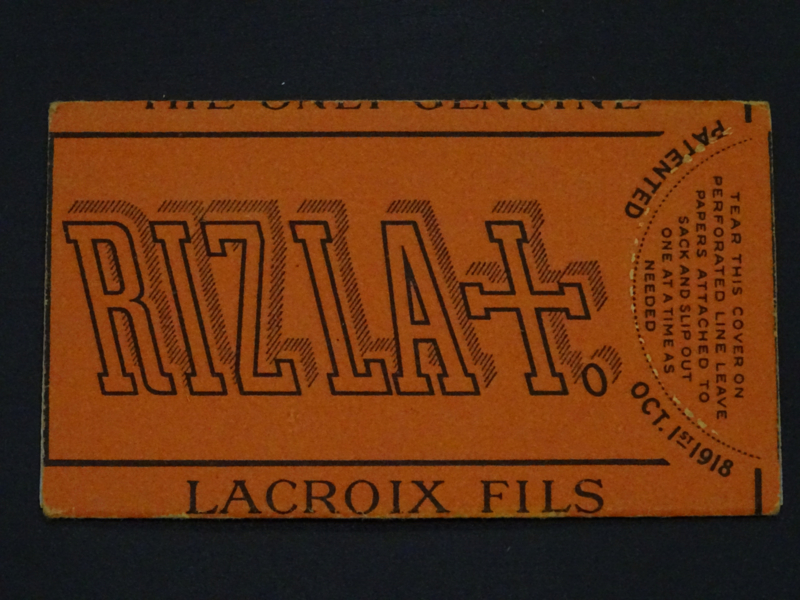 THE ONLY GENUINE
RIZLA+.
LACROIX FILS
PATENTED
OCT. 1ST 1918
TEAR THIS COVER ON
PERFORATED LINE LEAVE
PAPERS ATTACHED TO
SACK AND SLIP OUT
ONE AT A TIME AS
NEEDED